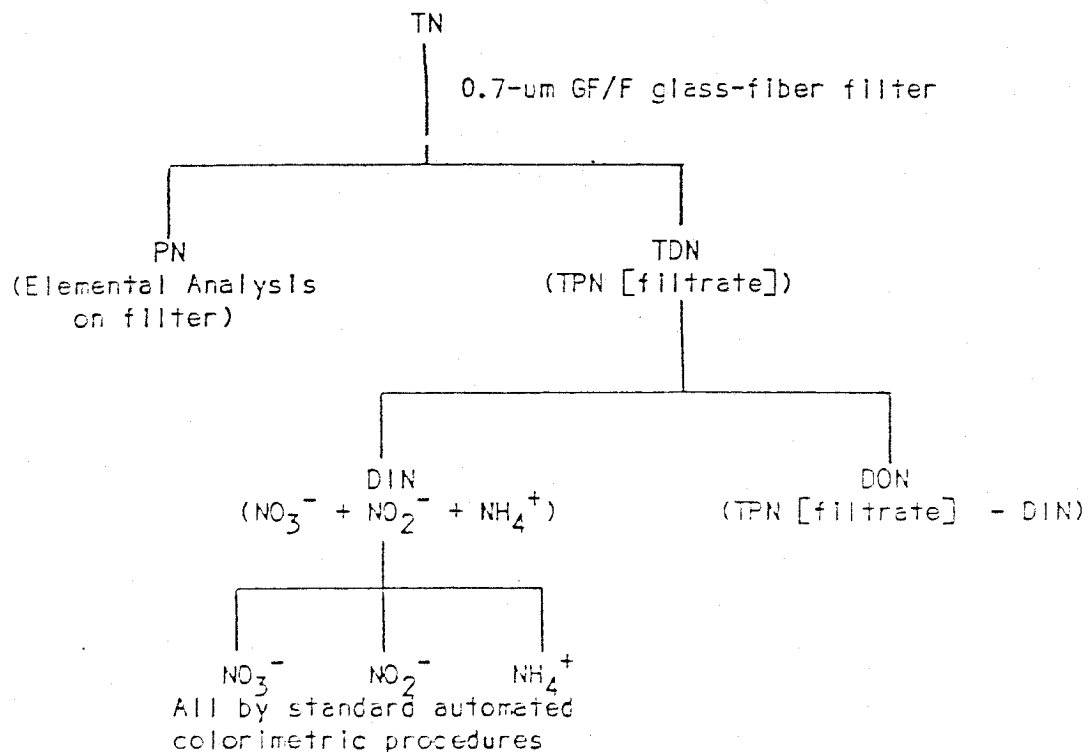 TN
0.7-um GF/F glass-fiber filter
PN
(Elemental Analysis
on filter)
TDN
(TPN [filtrate])
DIN
(NO₃⁻ + NO₂⁻ + NH₄⁺)
DON
(TPN [filtrate] - DIN)
NO₃⁻ NO₂⁻ NH₄⁺
All by standard automated
colorimetric procedures